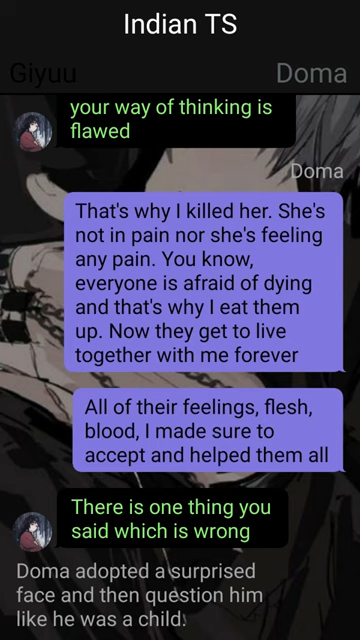 Indian TS
Giyuu
Doma
your way of thinking is
flawed
Doma
That's why I killed her. She's
not in pain nor she's feeling
any pain. You know,
everyone is afraid of dying
and that's why I eat them
up. Now they get to live
together with me forever
All of their feelings, flesh,
blood, I made sure to
accept and helped them all
There is one thing you
said which is wrong
Doma adopted a surprised
face and then question him
like he was a child.